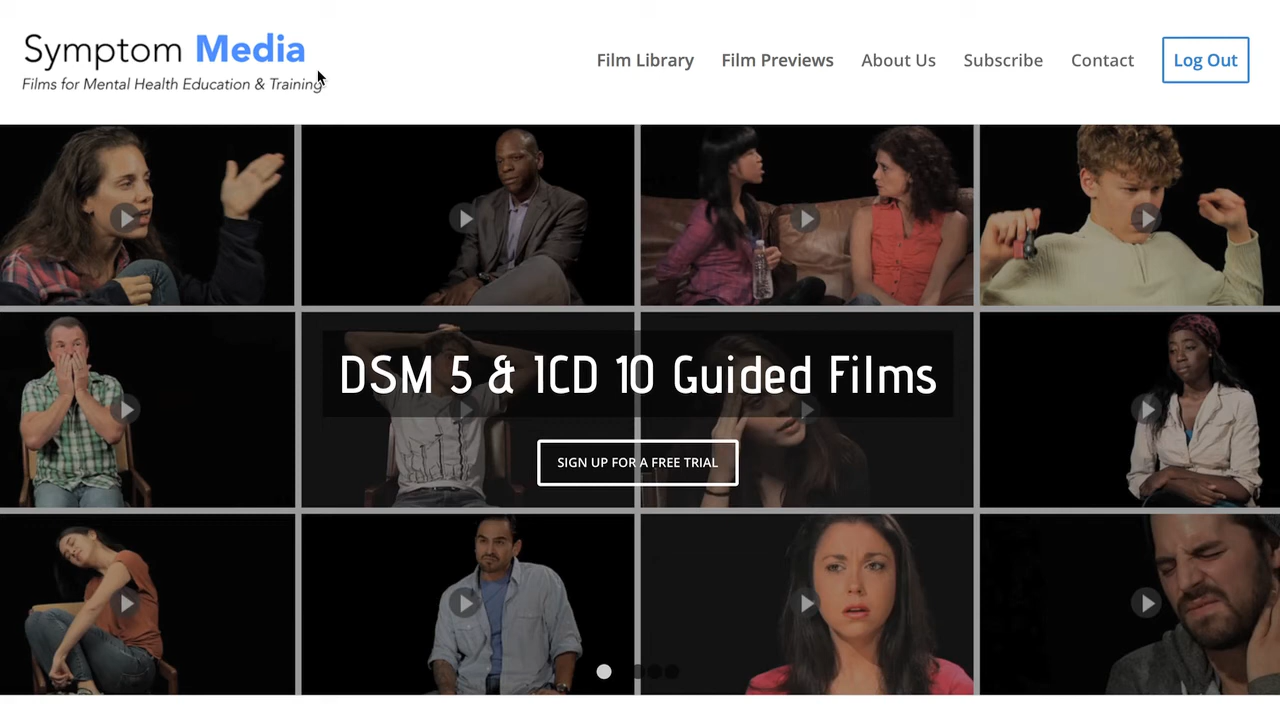 Symptom Media
Films for Mental Health Education & Training
Film Library
Film Previews
About Us
Subscribe
Contact
Log Out
DSM 5 & ICD 10 Guided Films
SIGN UP FOR A FREE TRIAL